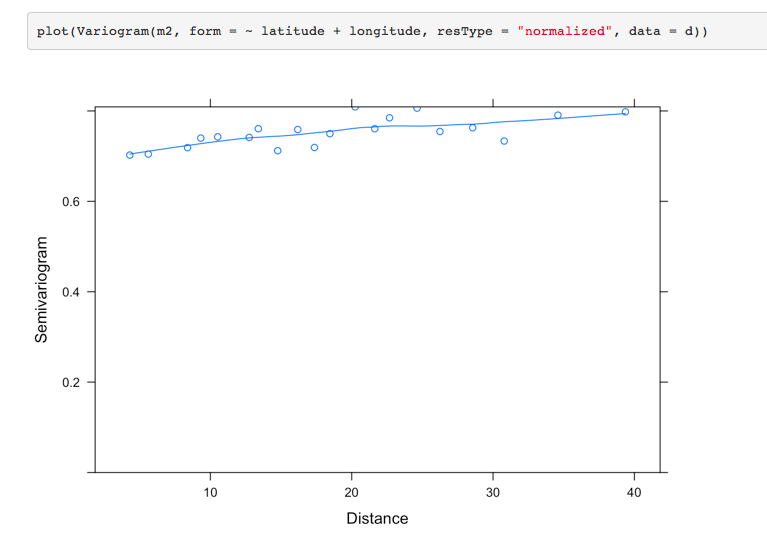 plot(Variogram(m2, form = ~ latitude + longitude, resType = "normalized", data = d))
0.6
0.4
0.2
Semivariogram
10 20 30 40
Distance